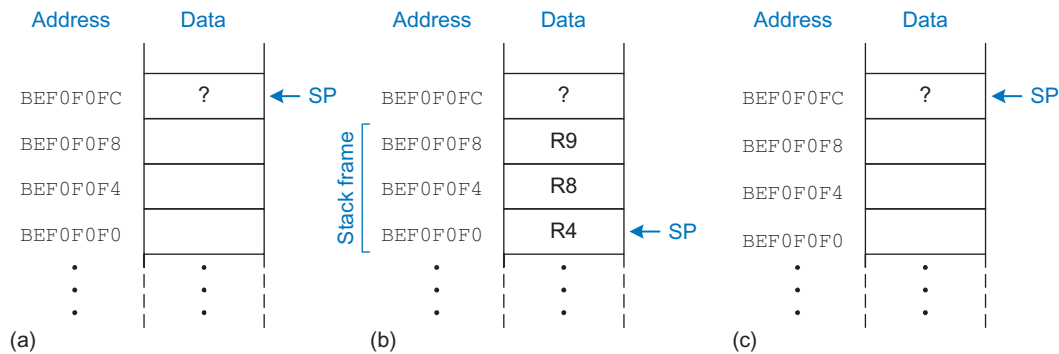 Address Data
BEF0F0FC ? SP
BEF0F0F8
BEF0F0F4
BEF0F0F0
(a)
Address Data
BEF0F0FC ?
Stack frame
BEF0F0F8 R9
BEF0F0F4 R8
BEF0F0F0 R4 SP
(b)
Address Data
BEF0F0FC ? SP
BEF0F0F8
BEF0F0F4
BEF0F0F0
(c)